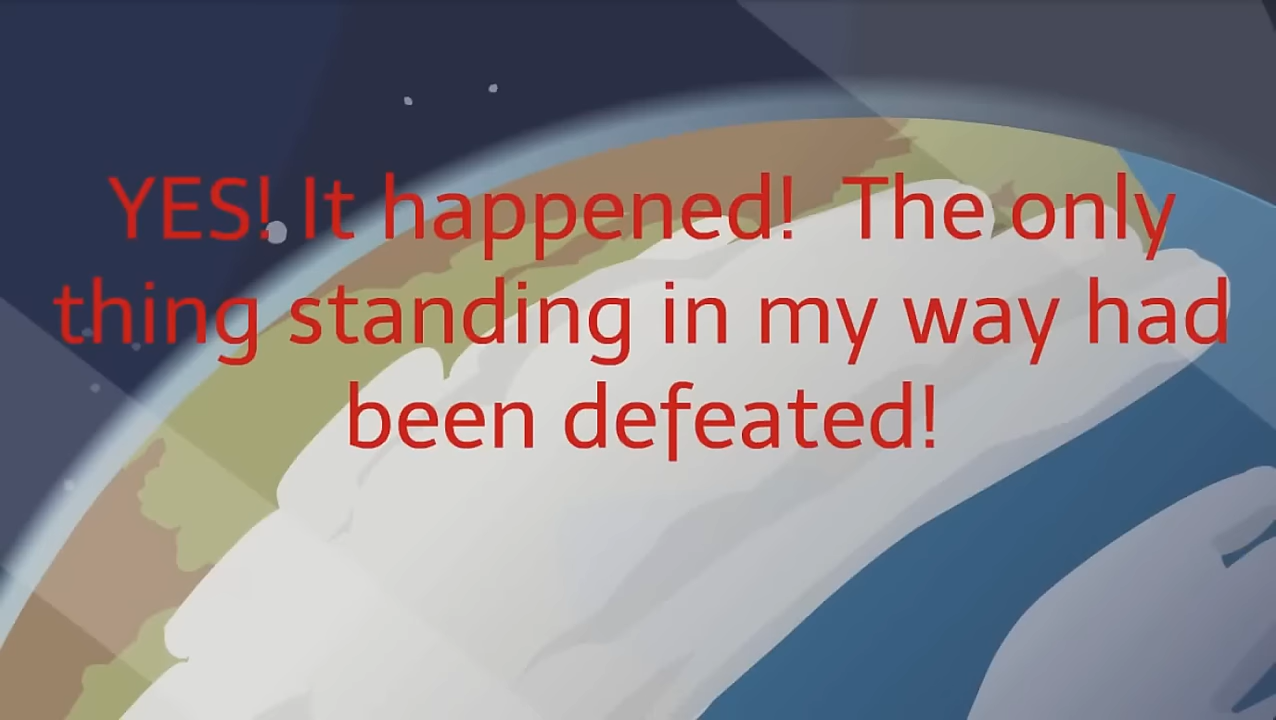 YES! It happened!  The only
thing standing in my way had
been defeated!